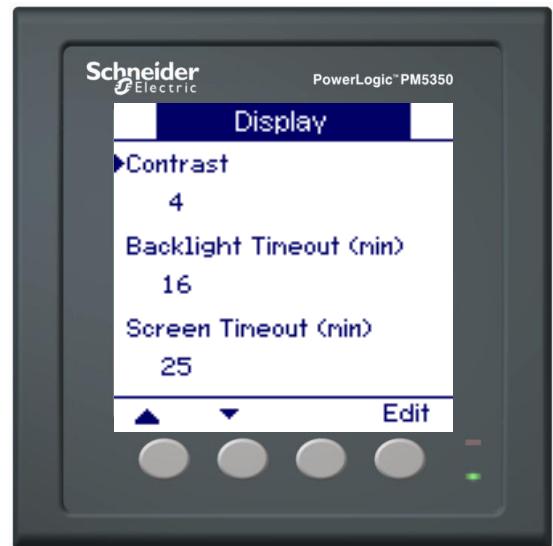 Schneider
Electric
PowerLogic™ PM5350
Display
Contrast
4
Backlight Timeout (min)
16
Screen Timeout (min)
25
Edit